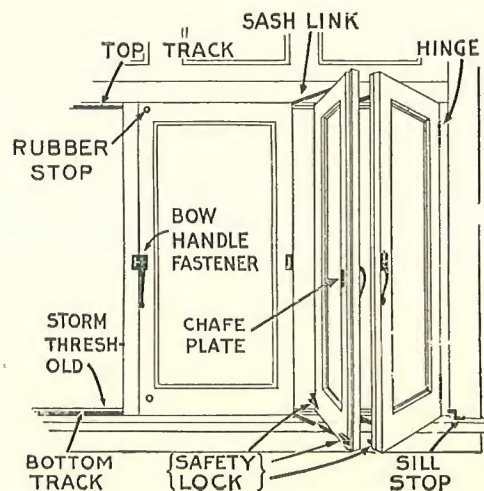 SASH LINK
TOP TRACK
HINGE
RUBBER
STOP
BOW
HANDLE
FASTENER
STORM
THRESH-
OLD
CHAFE
PLATE
BOTTOM
TRACK
SAFETY
LOCK
SILL
STOP